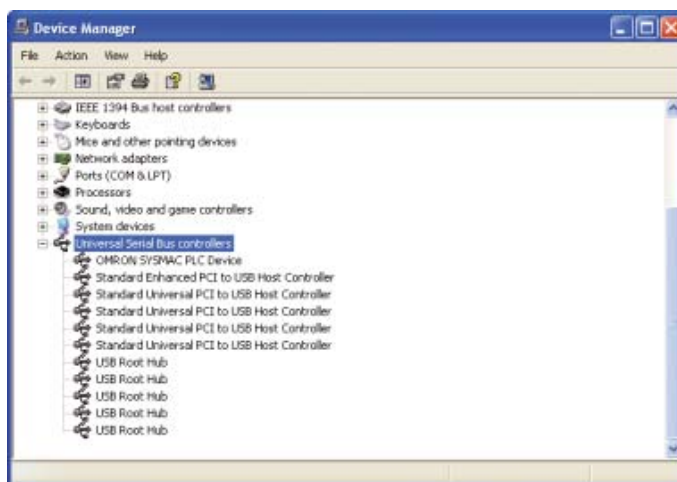 Device Manager
File Action View Help
IEEE 1394 Bus host controllers
Keyboards
Mice and other pointing devices
Network adapters
Ports (COM & LPT)
Processors
Sound, video and game controllers
System devices
Universal Serial Bus controllers
OMRON SYSMAC PLC Device
Standard Enhanced PCI to USB Host Controller
Standard Universal PCI to USB Host Controller
Standard Universal PCI to USB Host Controller
Standard Universal PCI to USB Host Controller
Standard Universal PCI to USB Host Controller
USB Root Hub
USB Root Hub
USB Root Hub
USB Root Hub
USB Root Hub